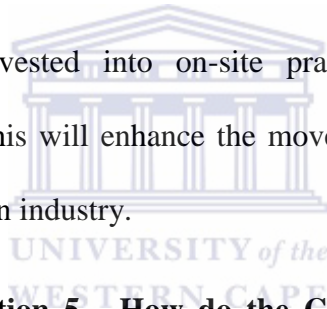 vested into on-site pra
his will enhance the move
n industry.
UNIVERSITY of the
WESTERN CAPE
tion 5 How do the C